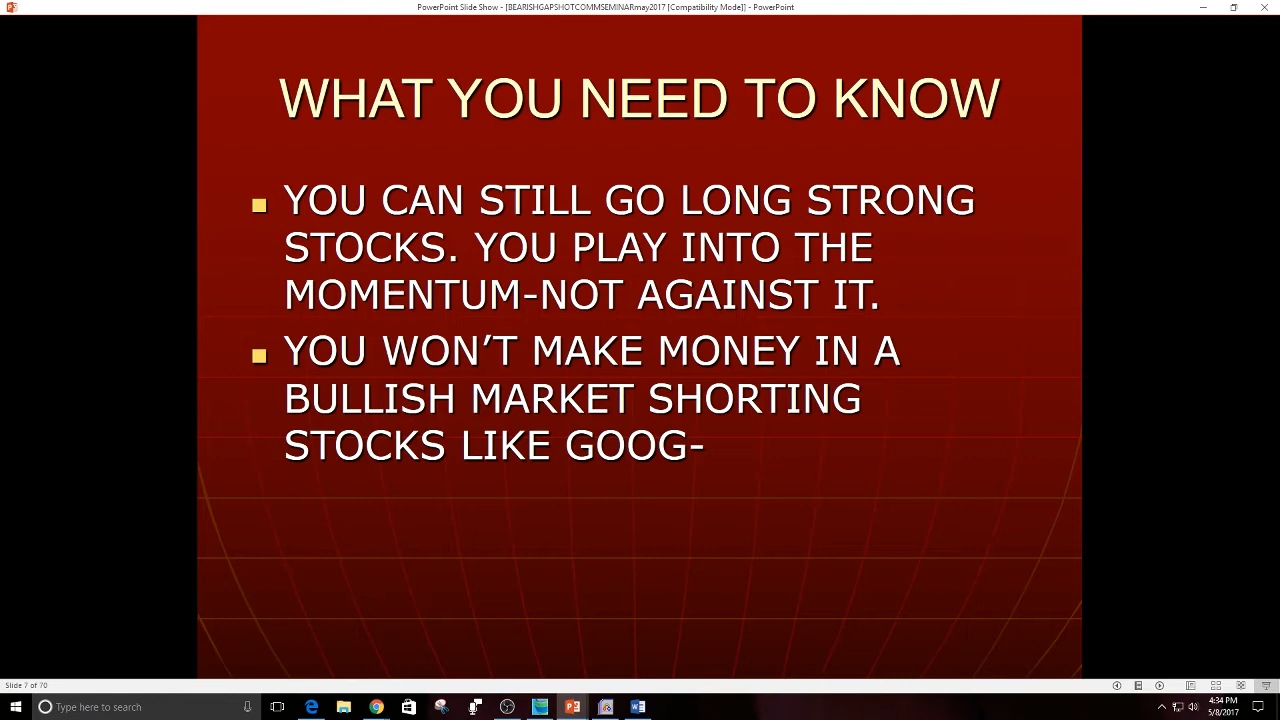 PowerPoint Slide Show - [BEARISHGAPSHOTCOMMSEMINARmay2017 [Compatibility Mode]] - PowerPoint
WHAT YOU NEED TO KNOW
YOU CAN STILL GO LONG STRONG
STOCKS. YOU PLAY INTO THE
MOMENTUM-NOT AGAINST IT.
YOU WON’T MAKE MONEY IN A
BULLISH MARKET SHORTING
STOCKS LIKE GOOG-
Slide 7 of 70
Type here to search
4:34 PM
5/8/2017